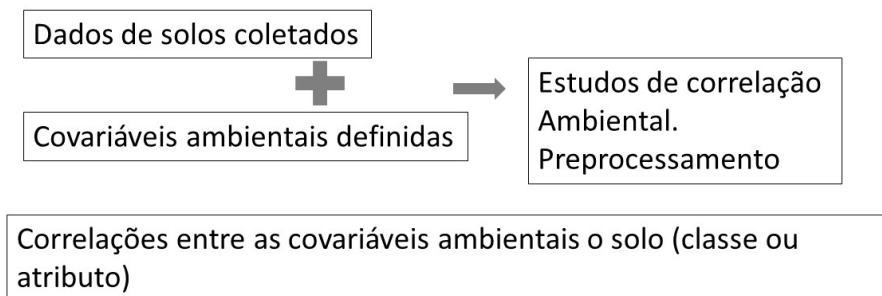 Dados de solos coletados
Covariáveis ambientais definidas
Estudos de correlação
Ambiental.
Preprocessamento
Correlações entre as covariáveis ambientais o solo (classe ou
atributo)